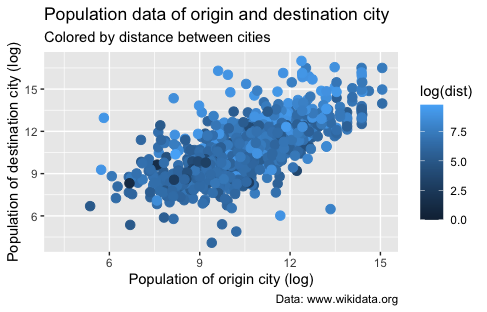 Population data of origin and destination city
Colored by distance between cities
Population of destination city (log)
15
12
9
6
6
9
12
15
Population of origin city (log)
log(dist)
7.5
5.0
2.5
0.0
Data: www.wikidata.org